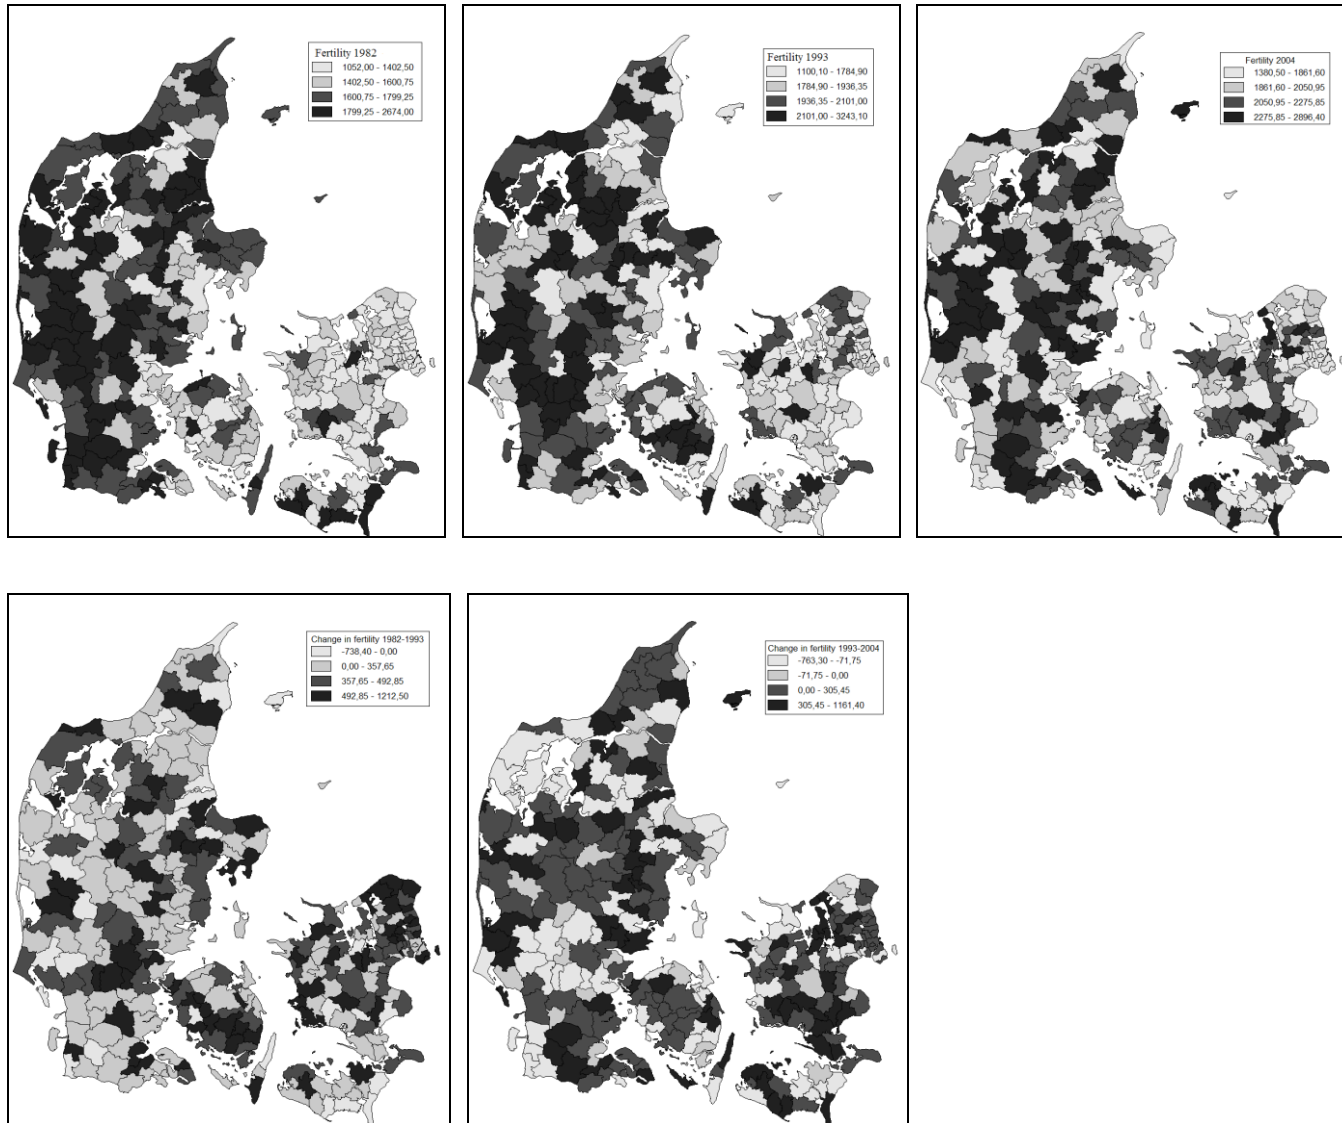 Fertility 1982
1052,00 - 1402,50
1402,50 - 1600,75
1600,75 - 1799,25
1799,25 - 2674,00
Fertility 1993
1100,10 - 1784,90
1784,90 - 1936,35
1936,35 - 2101,00
2101,00 - 3243,10
Fertility 2004
1380,50 - 1861,60
1861,60 - 2050,95
2050,95 - 2275,85
2275,85 - 2896,40
Change in fertility 1982-1993
-738,40 - 0,00
0,00 - 357,65
357,65 - 492,85
492,85 - 1212,50
Change in fertility 1993-2004
-763,30 - -71,75
-71,75 - 0,00
0,00 - 305,45
305,45 - 1161,40